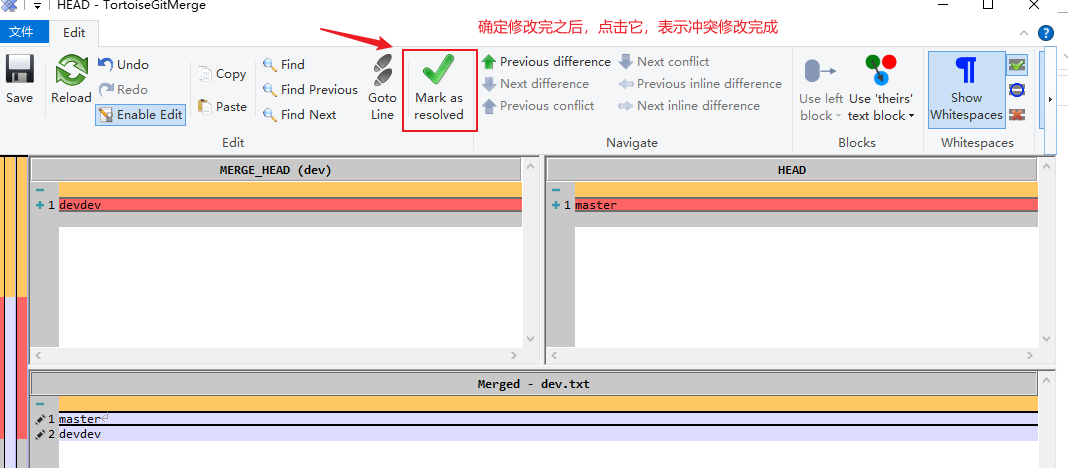 HEAD - TortoiseGitMerge
文件
Edit
确定修改完之后，点击它，表示冲突修改完成
Save
Reload
Undo
Redo
Enable Edit
Copy
Paste
Find
Find Previous
Find Next
Goto
Line
Mark as
resolved
Previous difference
Next difference
Previous conflict
Next conflict
Previous inline difference
Next inline difference
Use left
block
Use 'theirs'
text block
Show
Whitespaces
Edit
Navigate
Blocks
Whitespaces
MERGE_HEAD (dev)
HEAD
1 devdev
1 master
Merged - dev.txt
1 master
2 devdev